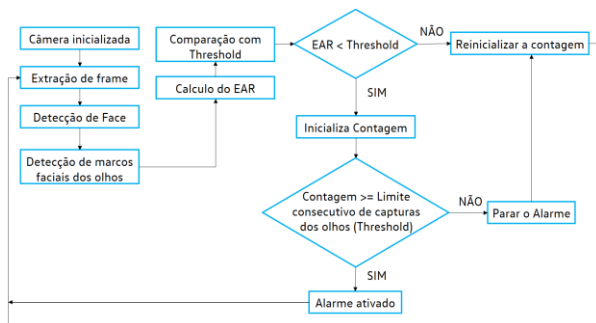 Câmera inicializada
Extração de frame
Detecção de Face
Detecção de marcos
faciais dos olhos
Calculo do EAR
Comparação com
Threshold
EAR < Threshold
NÃO
Reinicializar a contagem
SIM
Inicializa Contagem
Contagem >= Limite
consecutivo de capturas
dos olhos (Threshold)
NÃO
Parar o Alarme
SIM
Alarme ativado